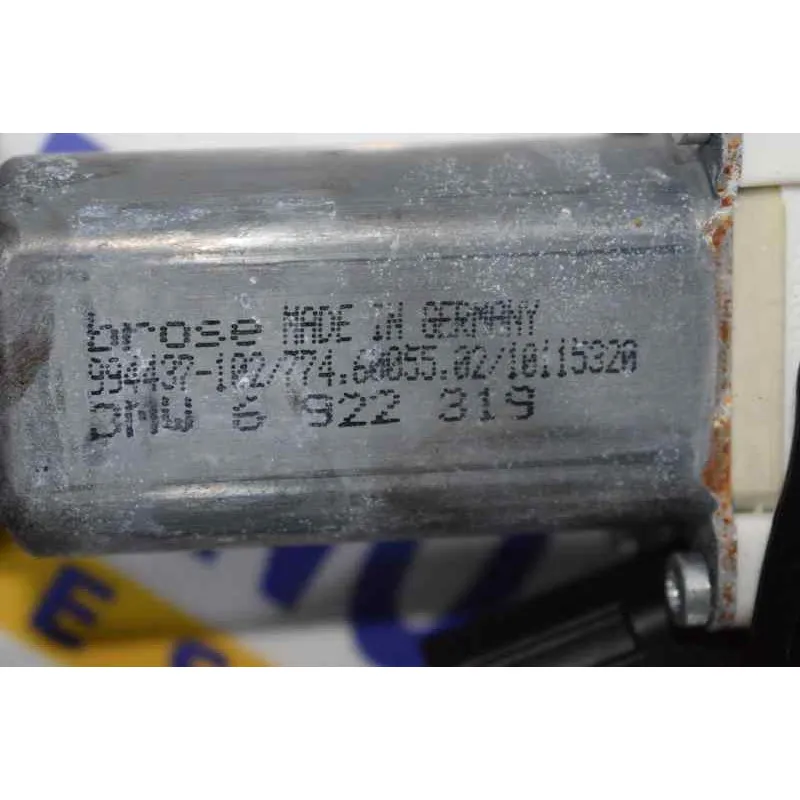 brose MADE IN GERMANY
994437-102/774.60055.02/10115320
BMW 6 922 319